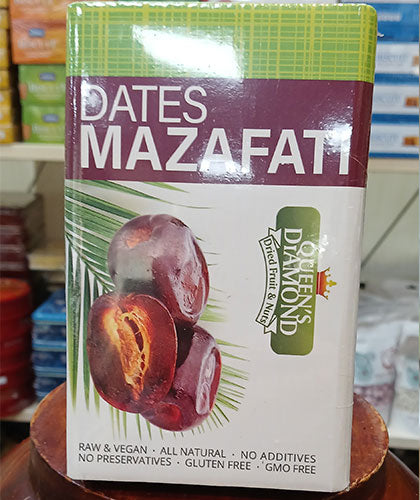 DATES
MAZAFATI
QUEEN'S
DIAMOND
Dried Fruit & Nuts
RAW & VEGAN · ALL NATURAL · NO ADDITIVES
NO PRESERVATIVES · GLUTEN FREE · GMO FREE